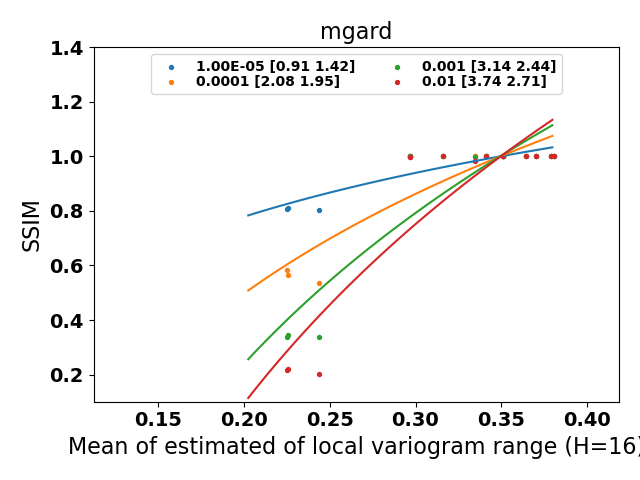 mgard
1.00E-05 [0.91 1.42]
0.0001 [2.08 1.95]
0.001 [3.14 2.44]
0.01 [3.74 2.71]
SSIM
1.4
1.2
1.0
0.8
0.6
0.4
0.2
0.15 0.20 0.25 0.30 0.35 0.40
Mean of estimated of local variogram range (H=16)